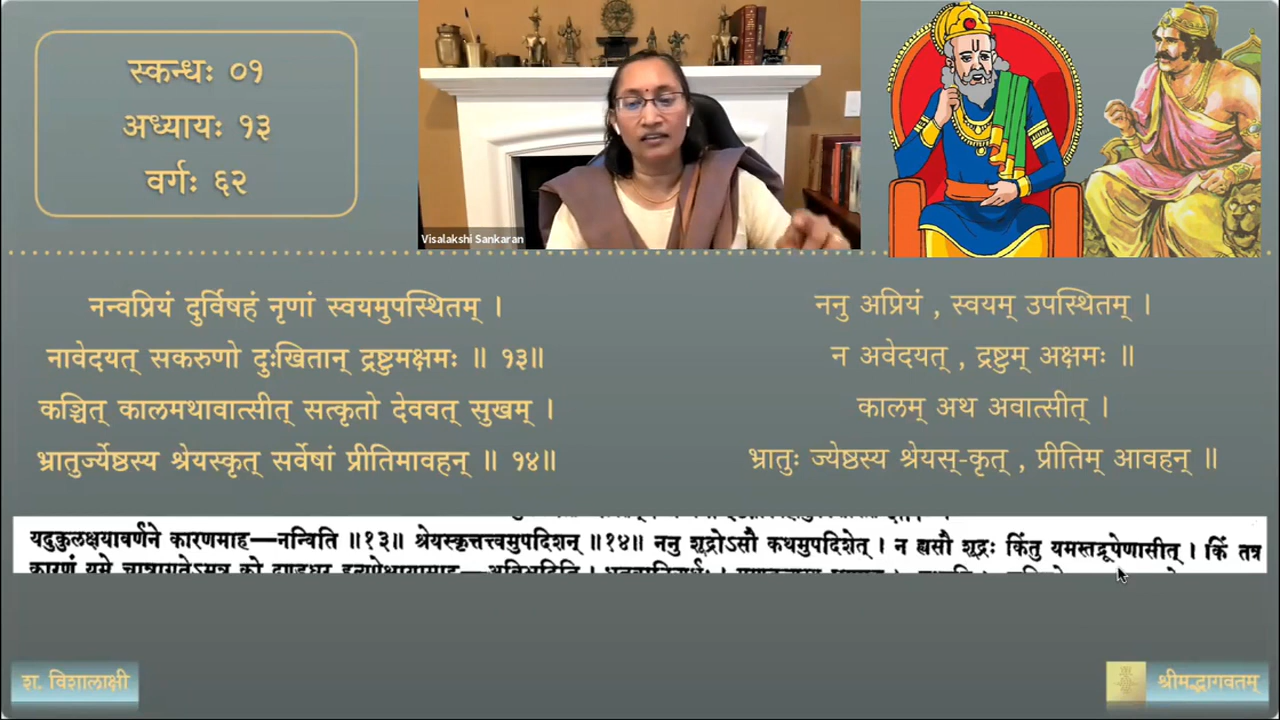 स्कन्धः ०१
अध्यायः १३
वर्गः ६२
Visalakshi Sankaran
नन्वप्रियं दुर्विषहं नृणां स्वयमुपस्थितम् ।
नावेदयत् सकरुणो दुःखितान् द्रष्टुमक्षमः ॥ १३॥
कञ्चित् कालमथावात्सीत् सत्कृतो देववत् सुखम् ।
भ्रातुर्ज्येष्ठस्य श्रेयस्कृत् सर्वेषां प्रीतिमावहन् ॥ १४॥
ननु अप्रियं , स्वयम् उपस्थितम् ।
न अवेदयत् , द्रष्टुम् अक्षमः ॥
कालम् अथ अवात्सीत् ।
भ्रातुः ज्येष्ठस्य श्रेयस्-कृत् , प्रीतिम् आवहन् ॥
यदुकुलक्षयावर्णने कारणमाह—नन्विति ॥१३॥ श्रेयस्कृत्तत्त्वमुपदिशन् ॥१४॥ ननु शूद्रोऽसौ कथमुपदिशेत् । न ह्यसौ शूद्रः किंतु यमस्तद्रूपेणासीत् । किं तत्र
श. विशालाक्षी
श्रीमद्भागवतम्